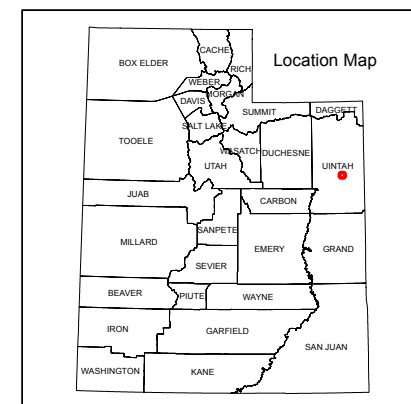 Location Map
BOX ELDER
CACHE
RICH
WEBER
MORGAN
DAVIS
SUMMIT
DAGGETT
SALT LAKE
TOOELE
WASATCH
DUCHESNE
UINTAH
UTAH
JUAB
CARBON
SANPETE
MILLARD
EMERY
GRAND
SEVIER
BEAVER
PIUTE
WAYNE
IRON
GARFIELD
SAN JUAN
WASHINGTON
KANE